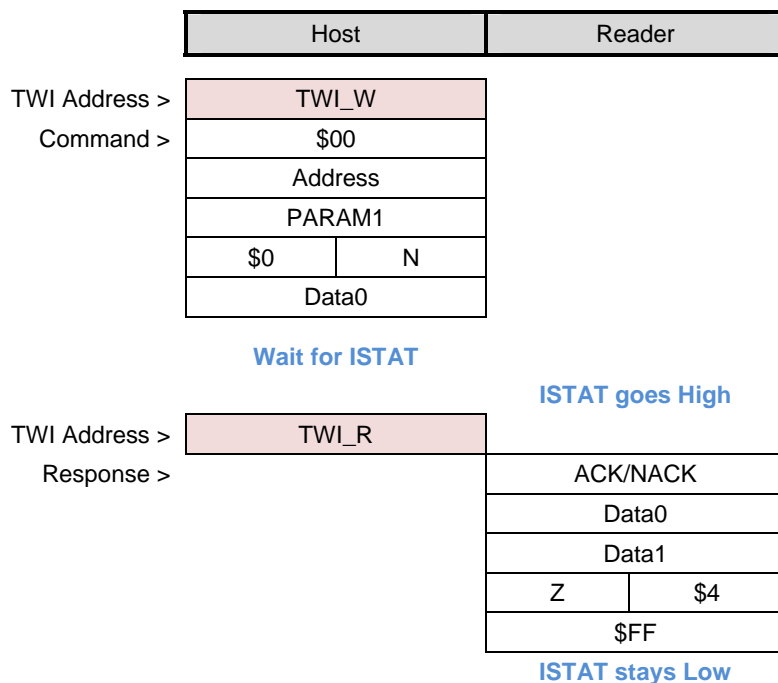 Host Reader
TWI Address > TWI_W
Command > $00
Address
PARAM1
$0 N
Data0
Wait for ISTAT
ISTAT goes High
TWI Address > TWI_R
Response > ACK/NACK
Data0
Data1
Z $4
$FF
ISTAT stays Low